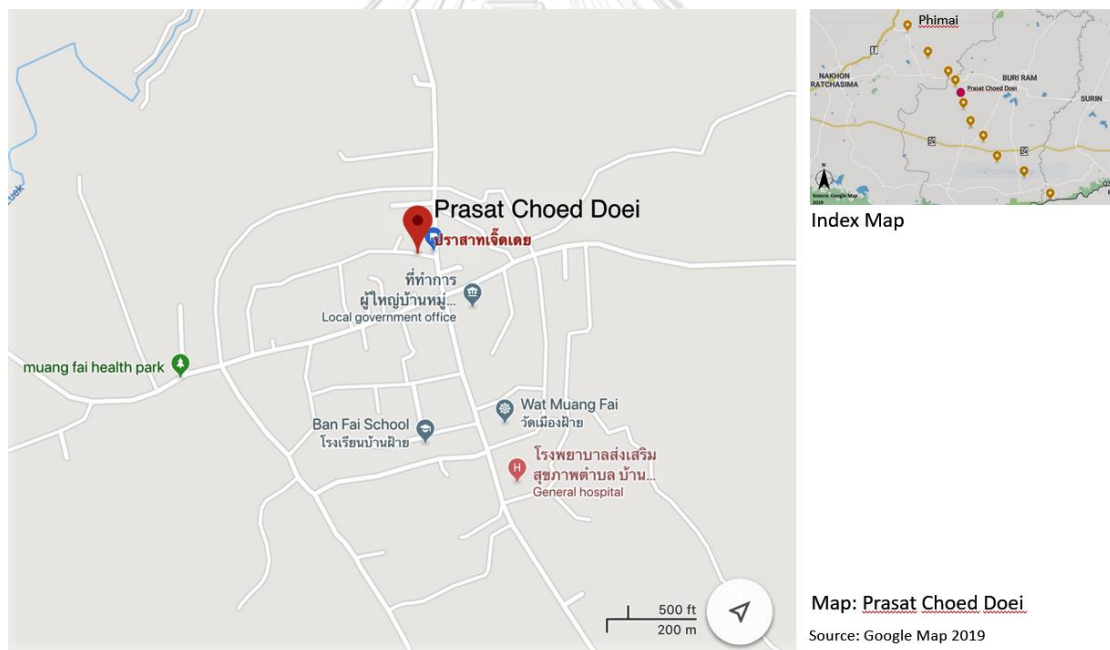 Prasat Choed Doei
ปราสาทเจ็ดเดย
ที่ทำการ
ผู้ใหญ่บ้านหมู่...
Local government office
muang fai health park
Ban Fai School
โรงเรียนบ้านฝ้าย
Wat Muang Fai
วัดเมืองฝ้าย
โรงพยาบาลส่งเสริม
สุขภาพตำบล บ้าน...
General hospital
500 ft
200 m
Phimai
NAKHON
RATCHASIMA
BURI RAM
Prasat Choed Doei
SURIN
24
24
Source: Google Map
2019
Index Map
Map: Prasat Choed Doei
Source: Google Map 2019